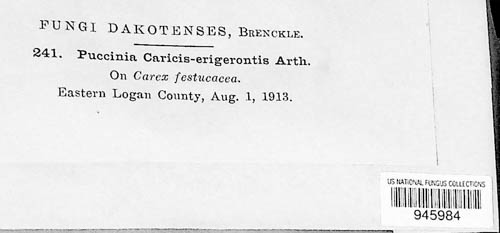 FUNGI DAKOTENSES, BRENCKLE.
241. Puccinia Caricis-erigerontis Arth.
On Carex festucacea.
Eastern Logan County, Aug. 1, 1913.
US NATIONAL FUNGUS COLLECTIONS
945984